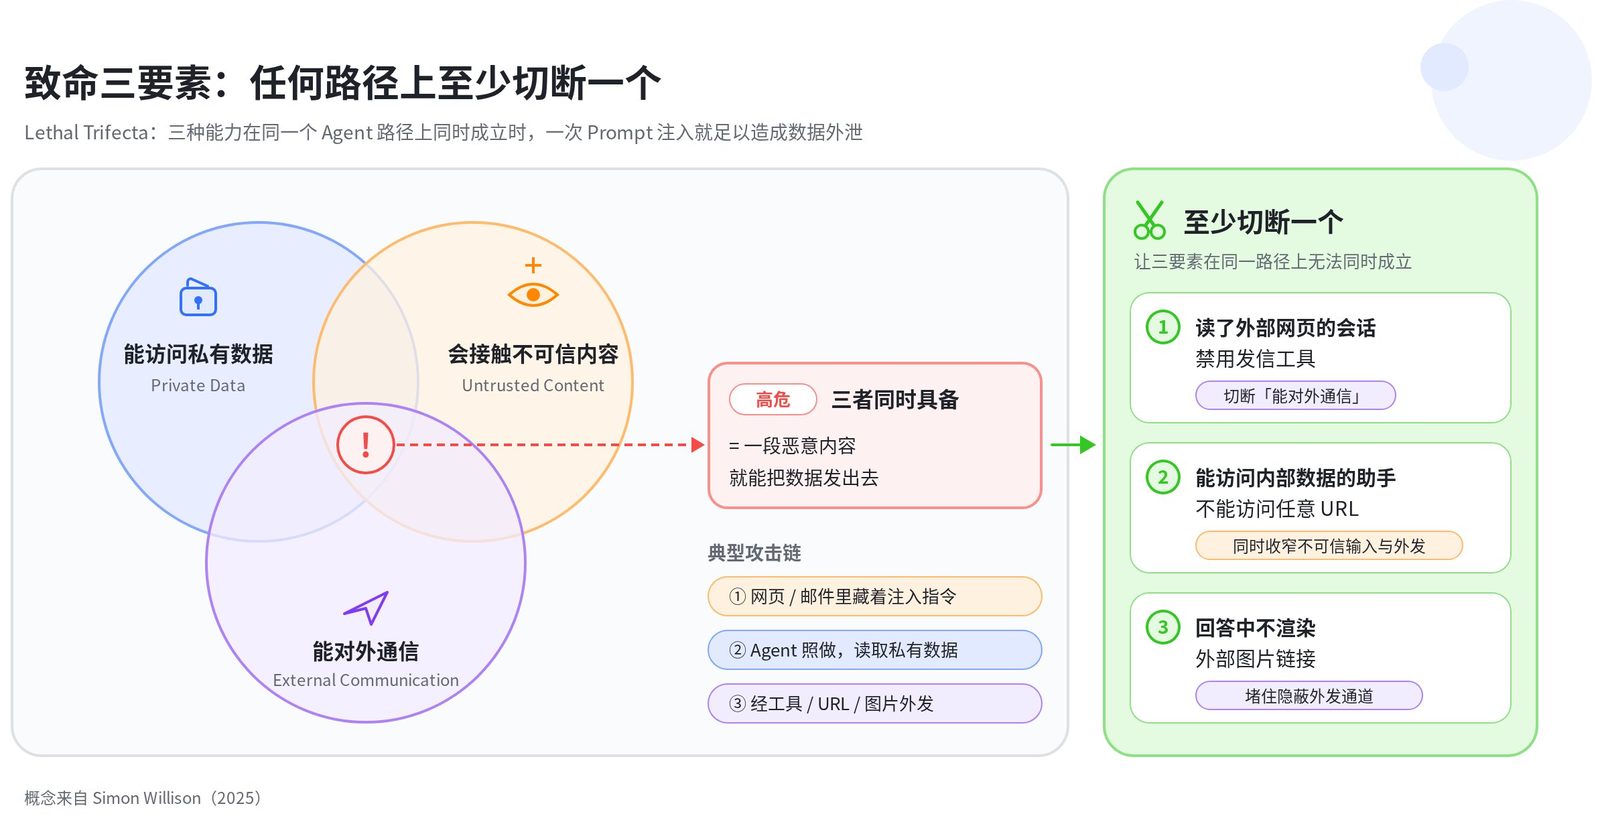 致命三要素：任何路径上至少切断一个
Lethal Trifecta：三种能力在同一个 Agent 路径上同时成立时，一次 Prompt 注入就足以造成数据外泄
能访问私有数据
Private Data
会接触不可信内容
Untrusted Content
!
能对外通信
External Communication
高危 三者同时具备
= 一段恶意内容
就能把数据发出去
典型攻击链
① 网页 / 邮件里藏着注入指令
② Agent 照做，读取私有数据
③ 经工具 / URL / 图片外发
至少切断一个
让三要素在同一路径上无法同时成立
1 读了外部网页的会话
禁用发信工具
切断「能对外通信」
2 能访问内部数据的助手
不能访问任意 URL
同时收窄不可信输入与外发
3 回答中不渲染
外部图片链接
堵住隐蔽外发通道
概念来自 Simon Willison（2025）